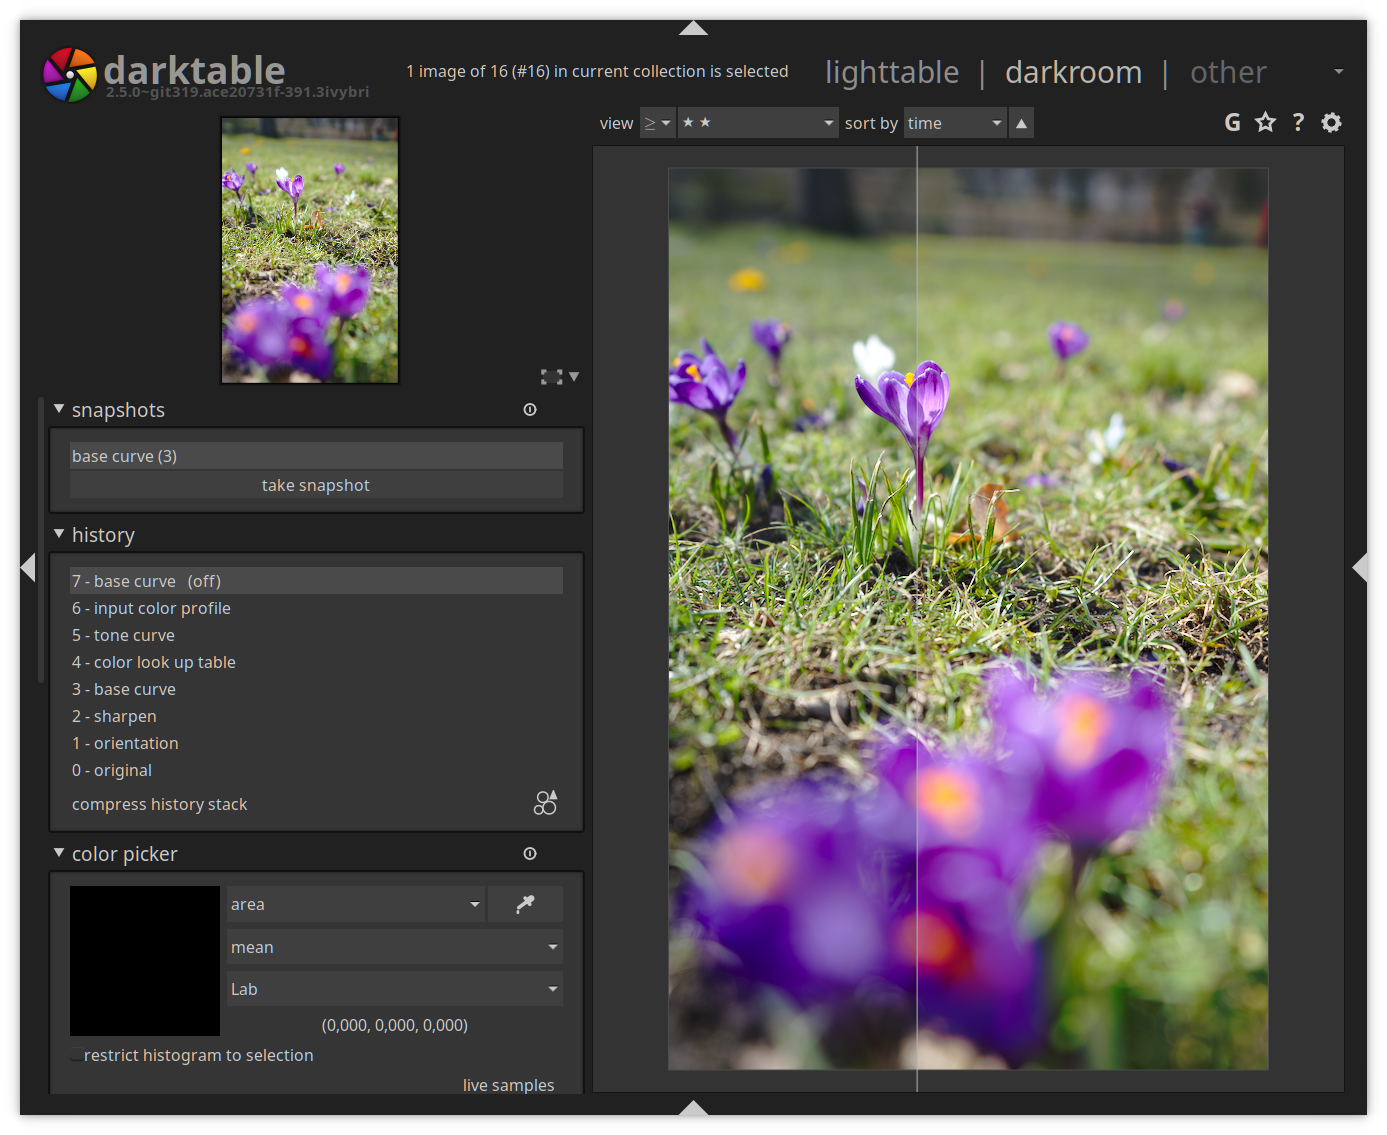 darktable
2.5.0~git319.ace20731f-391.3ivybri
1 image of 16 (#16) in current collection is selected
lighttable | darkroom | other
view ≥ ★ ★ sort by time ▲
G ?
snapshots
base curve (3)
take snapshot
history
7 - base curve (off)
6 - input color profile
5 - tone curve
4 - color look up table
3 - base curve
2 - sharpen
1 - orientation
0 - original
compress history stack
color picker
area
mean
Lab
(0,000, 0,000, 0,000)
restrict histogram to selection
live samples